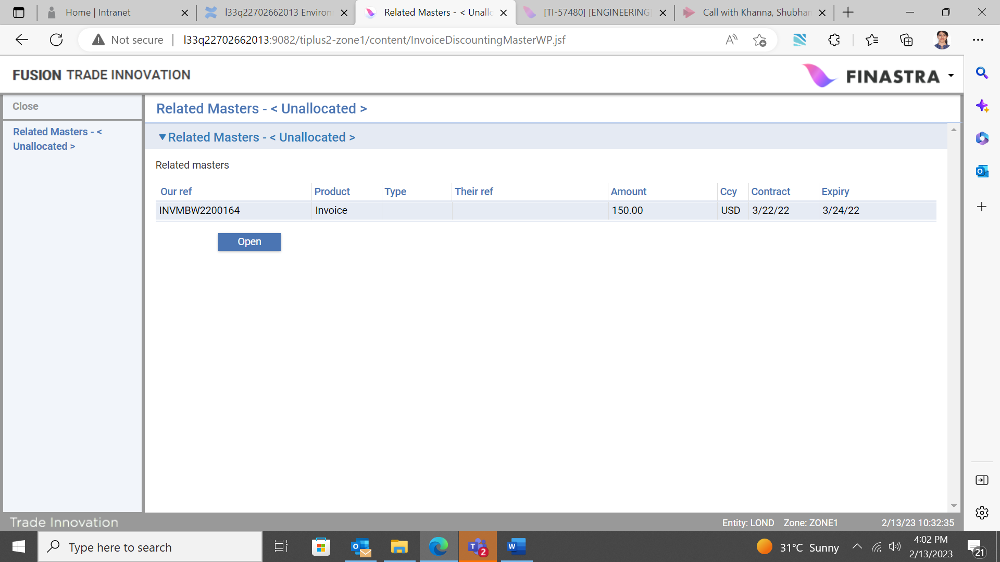 Home | Intranet
l33q22702662013 Environ
Related Masters - < Unallo
[TI-57480] [ENGINEERING]
Call with Khanna, Shubhan
Not secure
l33q22702662013:9082/tiplus2-zone1/content/InvoiceDiscountingMasterWP.jsf
FUSION TRADE INNOVATION
FINASTRA
Close
Related Masters - < Unallocated >
Related Masters - <
Unallocated >
Related Masters - < Unallocated >
Related masters
Our ref Product Type Their ref Amount Ccy Contract Expiry
INVMBW2200164 Invoice 150.00 USD 3/22/22 3/24/22
Open
Trade Innovation
Entity: LOND Zone: ZONE1 2/13/23 10:32:35
Type here to search
2
31°C Sunny
4:02 PM
2/13/2023
21